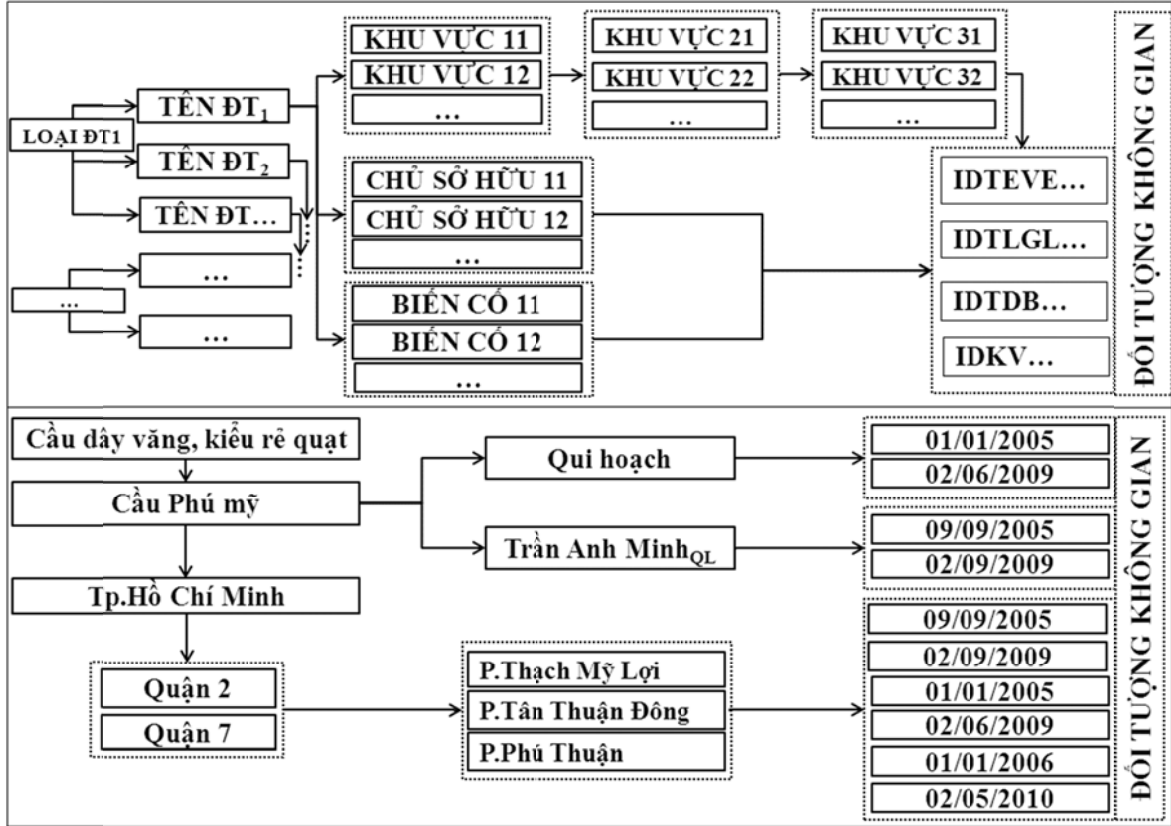 LOẠI ĐT1
TÊN ĐT1
TÊN ĐT2
TÊN ĐT...
...
...
...
KHU VỰC 11
KHU VỰC 12
...
KHU VỰC 21
KHU VỰC 22
...
KHU VỰC 31
KHU VỰC 32
...
CHỦ SỞ HỮU 11
CHỦ SỞ HỮU 12
...
BIẾN CỐ 11
BIẾN CỐ 12
...
IDTEVE...
IDTLGL...
IDTDB...
IDKV...
ĐỐI TƯỢNG KHÔNG GIAN
Cầu dây văng, kiểu rẻ quạt
Cầu Phú mỹ
Tp.Hồ Chí Minh
Quận 2
Quận 7
Qui hoạch
Trần Anh MinhQL
P.Thạch Mỹ Lợi
P.Tân Thuận Đông
P.Phú Thuận
01/01/2005
02/06/2009
09/09/2005
02/09/2009
09/09/2005
02/09/2009
01/01/2005
02/06/2009
01/01/2006
02/05/2010
ĐỐI TƯỢNG KHÔNG GIAN